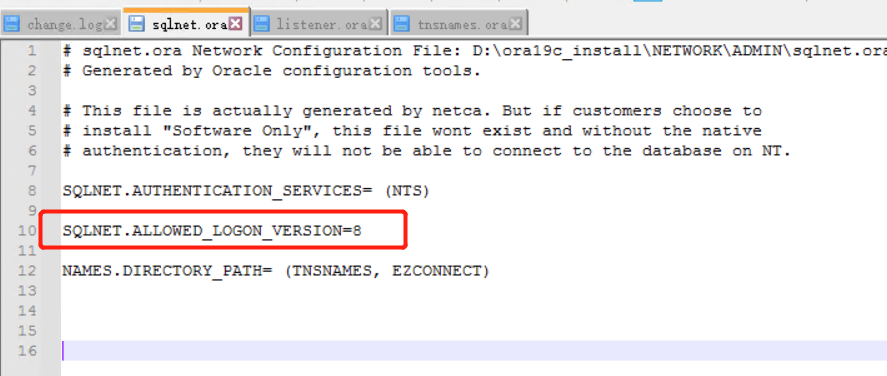 change.log sqlnet.ora listener.ora tnsnames.ora
1 # sqlnet.ora Network Configuration File: D:\ora19c_install\NETWORK\ADMIN\sqlnet.ora
2 # Generated by Oracle configuration tools.
3
4 # This file is actually generated by netca. But if customers choose to
5 # install "Software Only", this file wont exist and without the native
6 # authentication, they will not be able to connect to the database on NT.
7
8 SQLNET.AUTHENTICATION_SERVICES= (NTS)
9
10 SQLNET.ALLOWED_LOGON_VERSION=8
11
12 NAMES.DIRECTORY_PATH= (TNSNAMES, EZCONNECT)
13
14
15
16